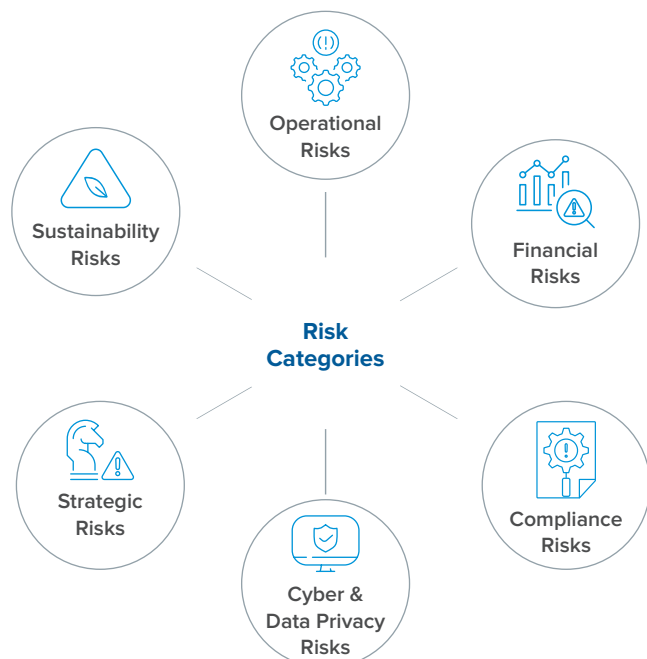 Operational
Risks
Sustainability
Risks
Financial
Risks
Risk
Categories
Strategic
Risks
Compliance
Risks
Cyber &
Data Privacy
Risks